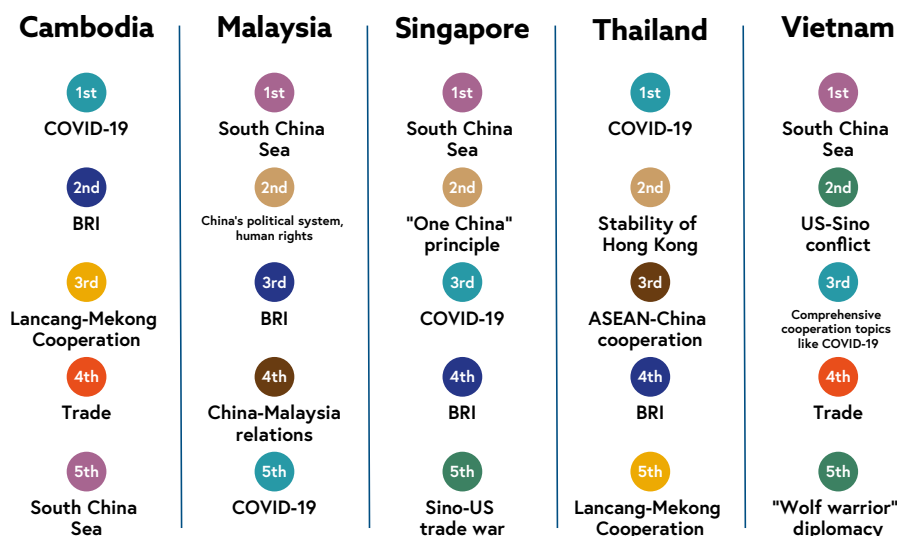 Cambodia
1st
COVID-19
2nd
BRI
3rd
Lancang-Mekong
Cooperation
4th
Trade
5th
South China
Sea
Malaysia
1st
South China
Sea
2nd
China's political system,
human rights
3rd
BRI
4th
China-Malaysia
relations
5th
COVID-19
Singapore
1st
South China
Sea
2nd
"One China"
principle
3rd
COVID-19
4th
BRI
5th
Sino-US
trade war
Thailand
1st
COVID-19
2nd
Stability of
Hong Kong
3rd
ASEAN-China
cooperation
4th
BRI
5th
Lancang-Mekong
Cooperation
Vietnam
1st
South China
Sea
2nd
US-Sino
conflict
3rd
Comprehensive
cooperation topics
like COVID-19
4th
Trade
5th
"Wolf warrior"
diplomacy